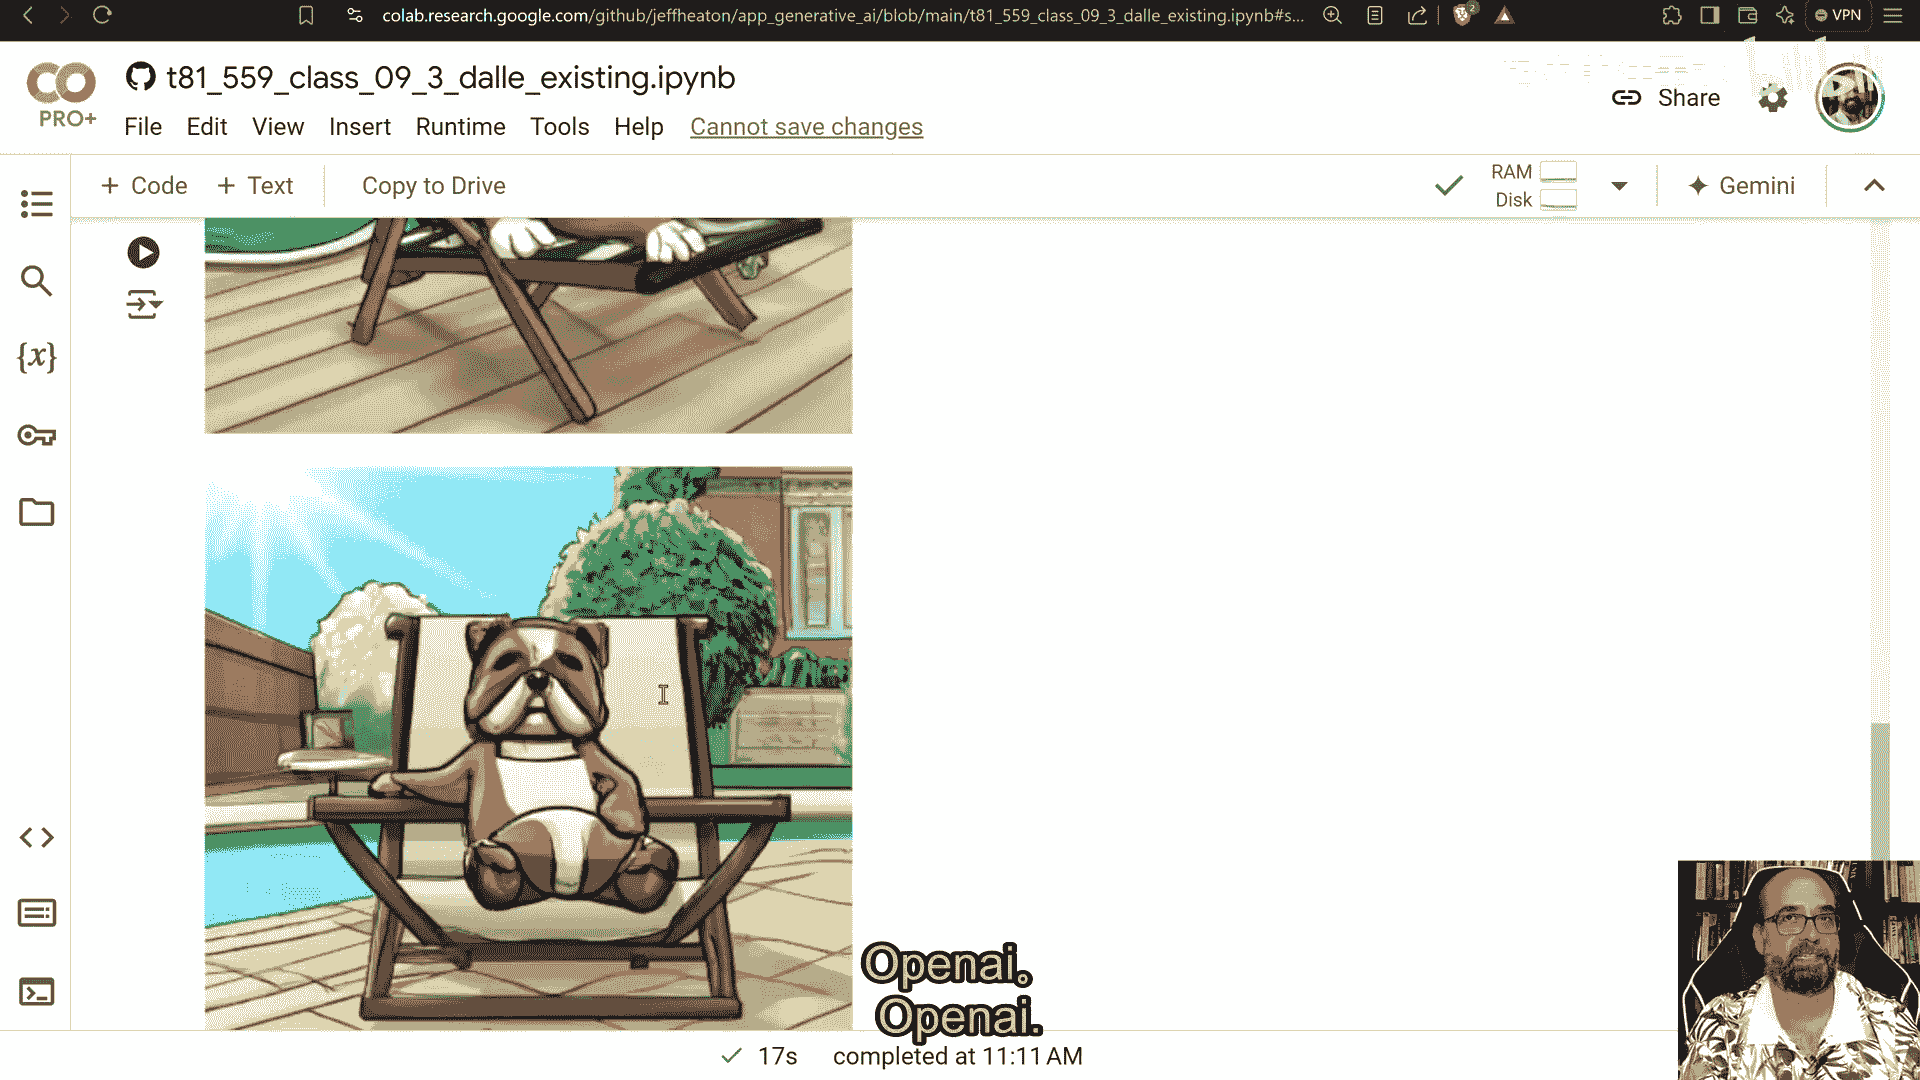 colab.research.google.com/github/jeffheaton/app_generative_ai/blob/main/t81_559_class_09_3_dalle_existing.ipynb#s...
2
VPN
CO
PRO+
t81_559_class_09_3_dalle_existing.ipynb
File Edit View Insert Runtime Tools Help Cannot save changes
Share
+ Code + Text Copy to Drive
RAM
Disk
Gemini
{x}
Openai.
Openai.
17s completed at 11:11 AM